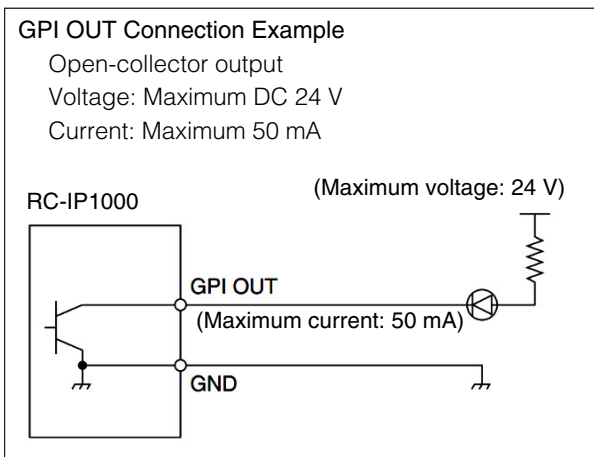 GPI OUT Connection Example
Open-collector output
Voltage: Maximum DC 24 V
Current: Maximum 50 mA
(Maximum voltage: 24 V)
RC-IP1000
GPI OUT
(Maximum current: 50 mA)
GND